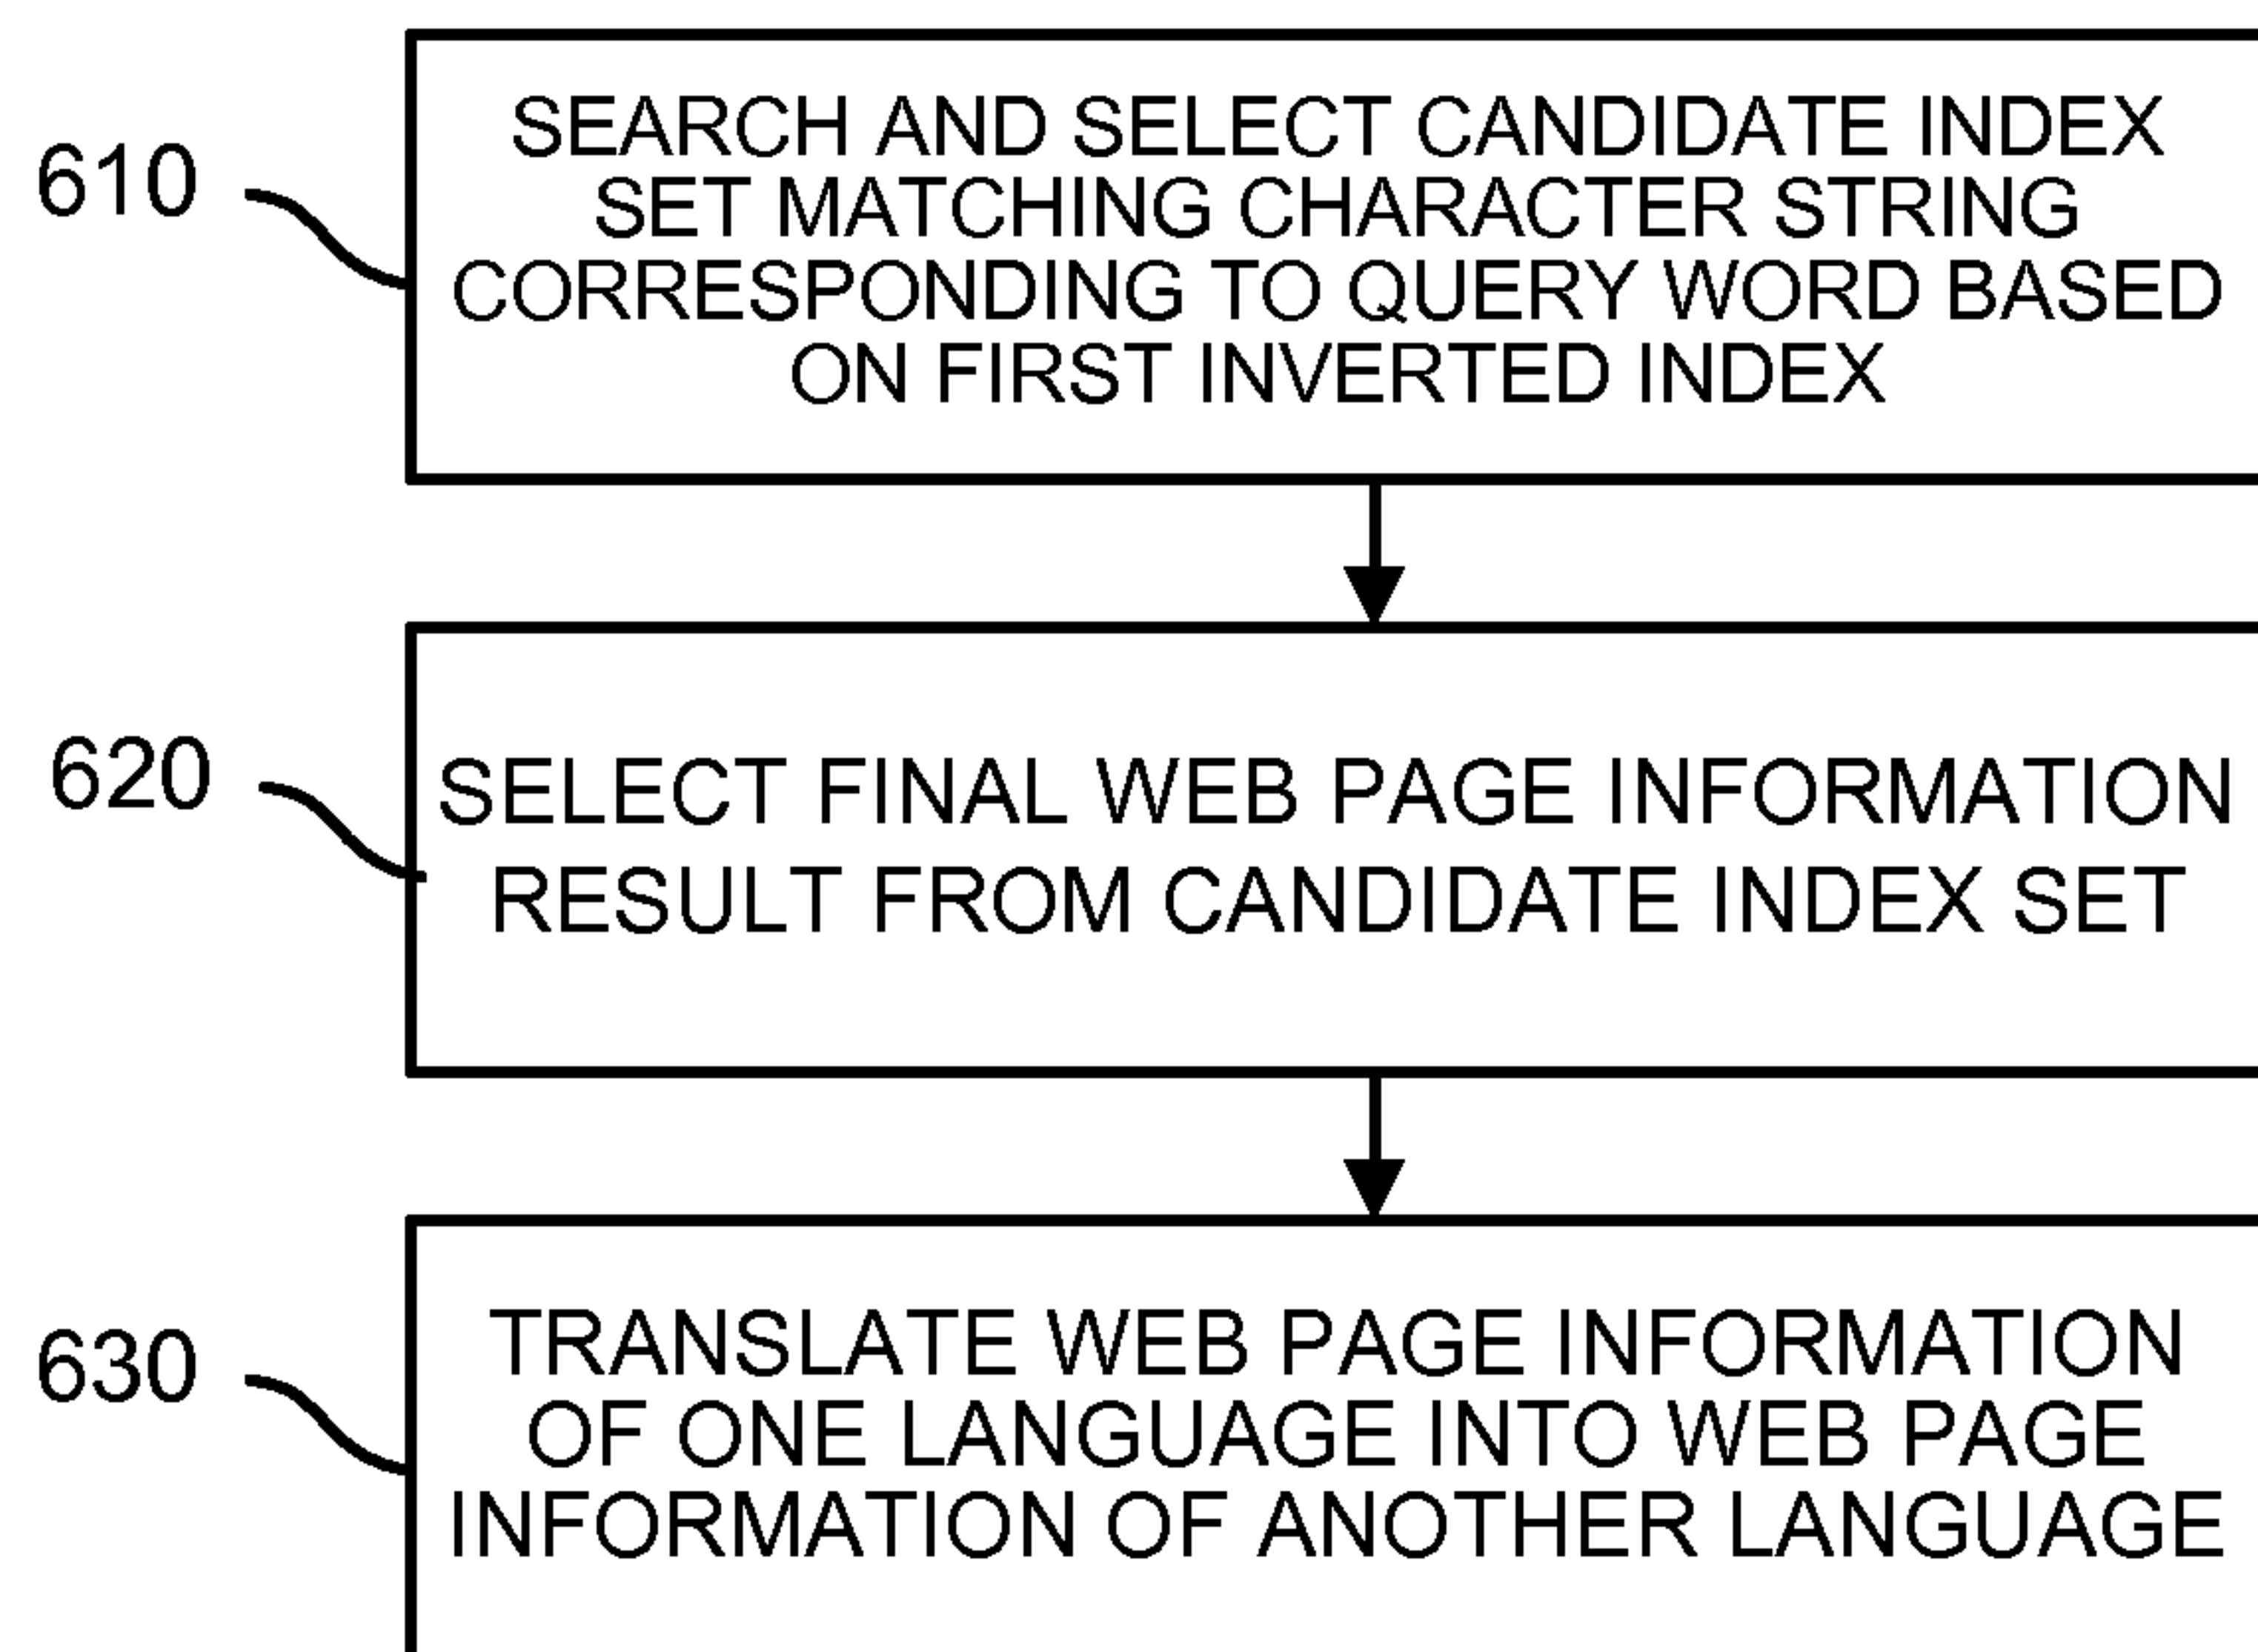 610
SEARCH AND SELECT CANDIDATE INDEX
SET MATCHING CHARACTER STRING
CORRESPONDING TO QUERY WORD BASED
ON FIRST INVERTED INDEX
620
SELECT FINAL WEB PAGE INFORMATION
RESULT FROM CANDIDATE INDEX SET
630
TRANSLATE WEB PAGE INFORMATION
OF ONE LANGUAGE INTO WEB PAGE
INFORMATION OF ANOTHER LANGUAGE